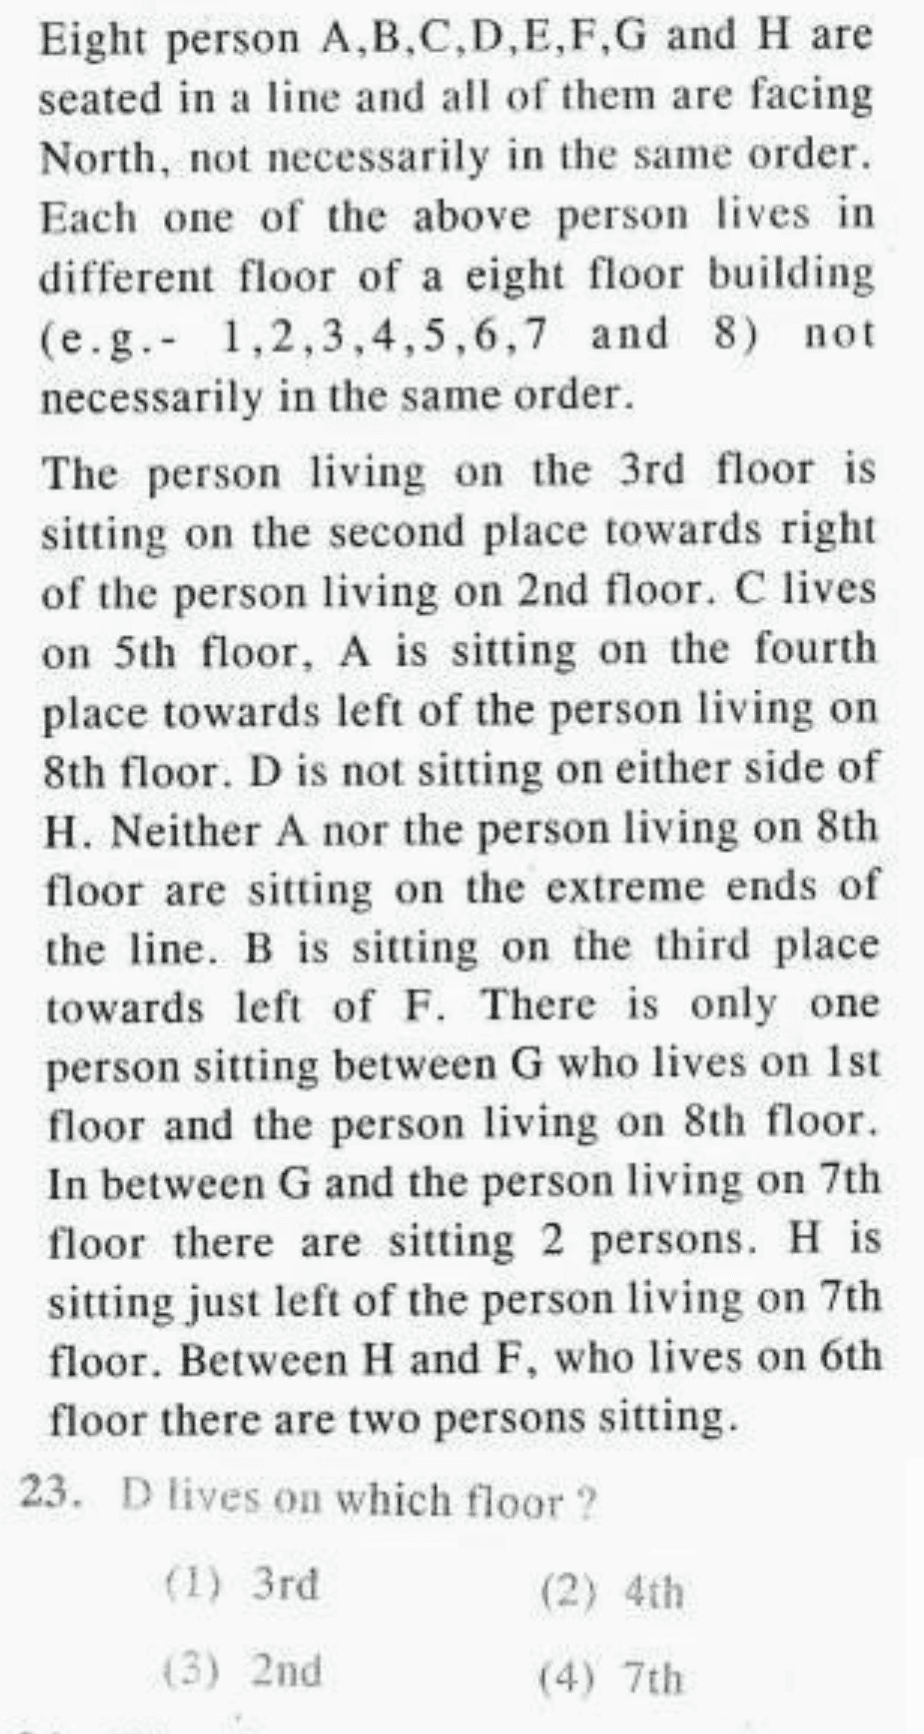 Eight person A,B,C,D,E,F,G and H are
seated in a line and all of them are facing
North, not necessarily in the same order.
Each one of the above person lives in
different floor of a eight floor building
(e.g.- 1,2,3,4,5,6,7 and 8) not
necessarily in the same order.
The person living on the 3rd floor is
sitting on the second place towards right
of the person living on 2nd floor. C lives
on 5th floor, A is sitting on the fourth
place towards left of the person living on
8th floor. D is not sitting on either side of
H. Neither A nor the person living on 8th
floor are sitting on the extreme ends of
the line. B is sitting on the third place
towards left of F. There is only one
person sitting between G who lives on 1st
floor and the person living on 8th floor.
In between G and the person living on 7th
floor there are sitting 2 persons. H is
sitting just left of the person living on 7th
floor. Between H and F, who lives on 6th
floor there are two persons sitting.
23. D lives on which floor ?
(1) 3rd (2) 4th
(3) 2nd (4) 7th